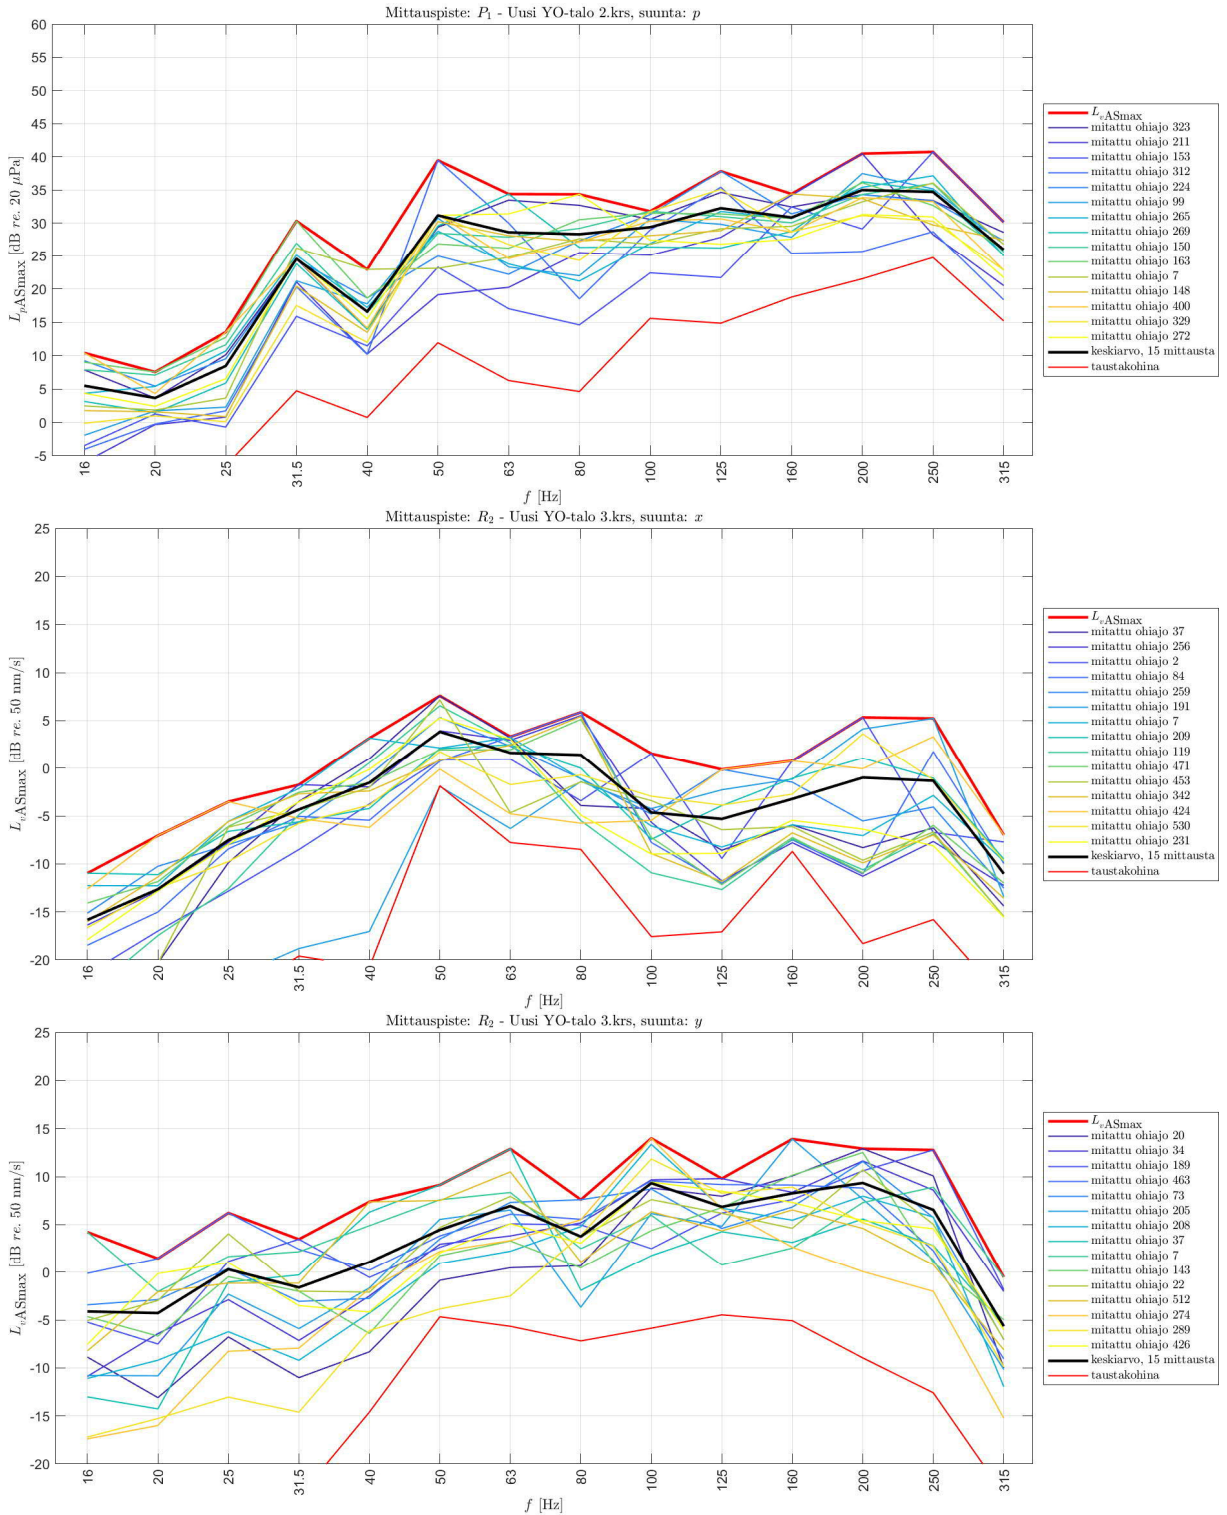 Mittauspiste: P₁ - Uusi YO-talo 2.krs, suunta: p
60
55
50
45
40
35
30
25
20
15
10
5
0
-5
LₚASmax [dB re. 20 μPa]
16 20 25 31.5 40 50 63 80 100 125 160 200 250 315
f [Hz]
LᵥASmax
mitattu ohiajo 323
mitattu ohiajo 211
mitattu ohiajo 153
mitattu ohiajo 312
mitattu ohiajo 224
mitattu ohiajo 99
mitattu ohiajo 265
mitattu ohiajo 269
mitattu ohiajo 150
mitattu ohiajo 163
mitattu ohiajo 7
mitattu ohiajo 148
mitattu ohiajo 400
mitattu ohiajo 329
mitattu ohiajo 272
keskiarvo, 15 mittausta
taustakohina
Mittauspiste: R₂ - Uusi YO-talo 3.krs, suunta: x
25
20
15
10
5
0
-5
-10
-15
-20
LᵥASmax [dB re. 50 nm/s]
16 20 25 31.5 40 50 63 80 100 125 160 200 250 315
f [Hz]
LᵥASmax
mitattu ohiajo 37
mitattu ohiajo 256
mitattu ohiajo 2
mitattu ohiajo 84
mitattu ohiajo 259
mitattu ohiajo 191
mitattu ohiajo 7
mitattu ohiajo 209
mitattu ohiajo 119
mitattu ohiajo 471
mitattu ohiajo 453
mitattu ohiajo 342
mitattu ohiajo 424
mitattu ohiajo 530
mitattu ohiajo 231
keskiarvo, 15 mittausta
taustakohina
Mittauspiste: R₂ - Uusi YO-talo 3.krs, suunta: y
25
20
15
10
5
0
-5
-10
-15
-20
LᵥASmax [dB re. 50 nm/s]
16 20 25 31.5 40 50 63 80 100 125 160 200 250 315
f [Hz]
LᵥASmax
mitattu ohiajo 20
mitattu ohiajo 34
mitattu ohiajo 189
mitattu ohiajo 463
mitattu ohiajo 73
mitattu ohiajo 205
mitattu ohiajo 208
mitattu ohiajo 37
mitattu ohiajo 7
mitattu ohiajo 143
mitattu ohiajo 22
mitattu ohiajo 512
mitattu ohiajo 274
mitattu ohiajo 289
mitattu ohiajo 426
keskiarvo, 15 mittausta
taustakohina